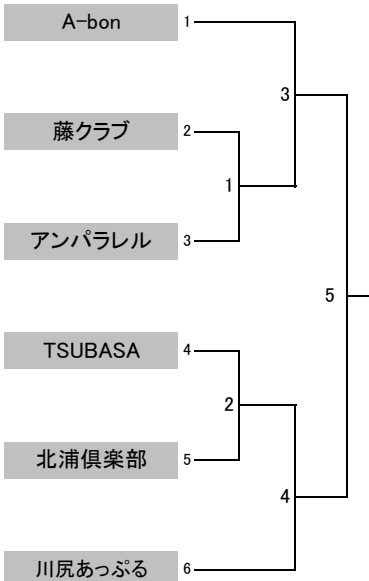 A-bon 1
3
藤クラブ 2
1
アンパラレル 3
5
TSUBASA 4
2
北浦倶楽部 5
4
川尻あっぷる 6